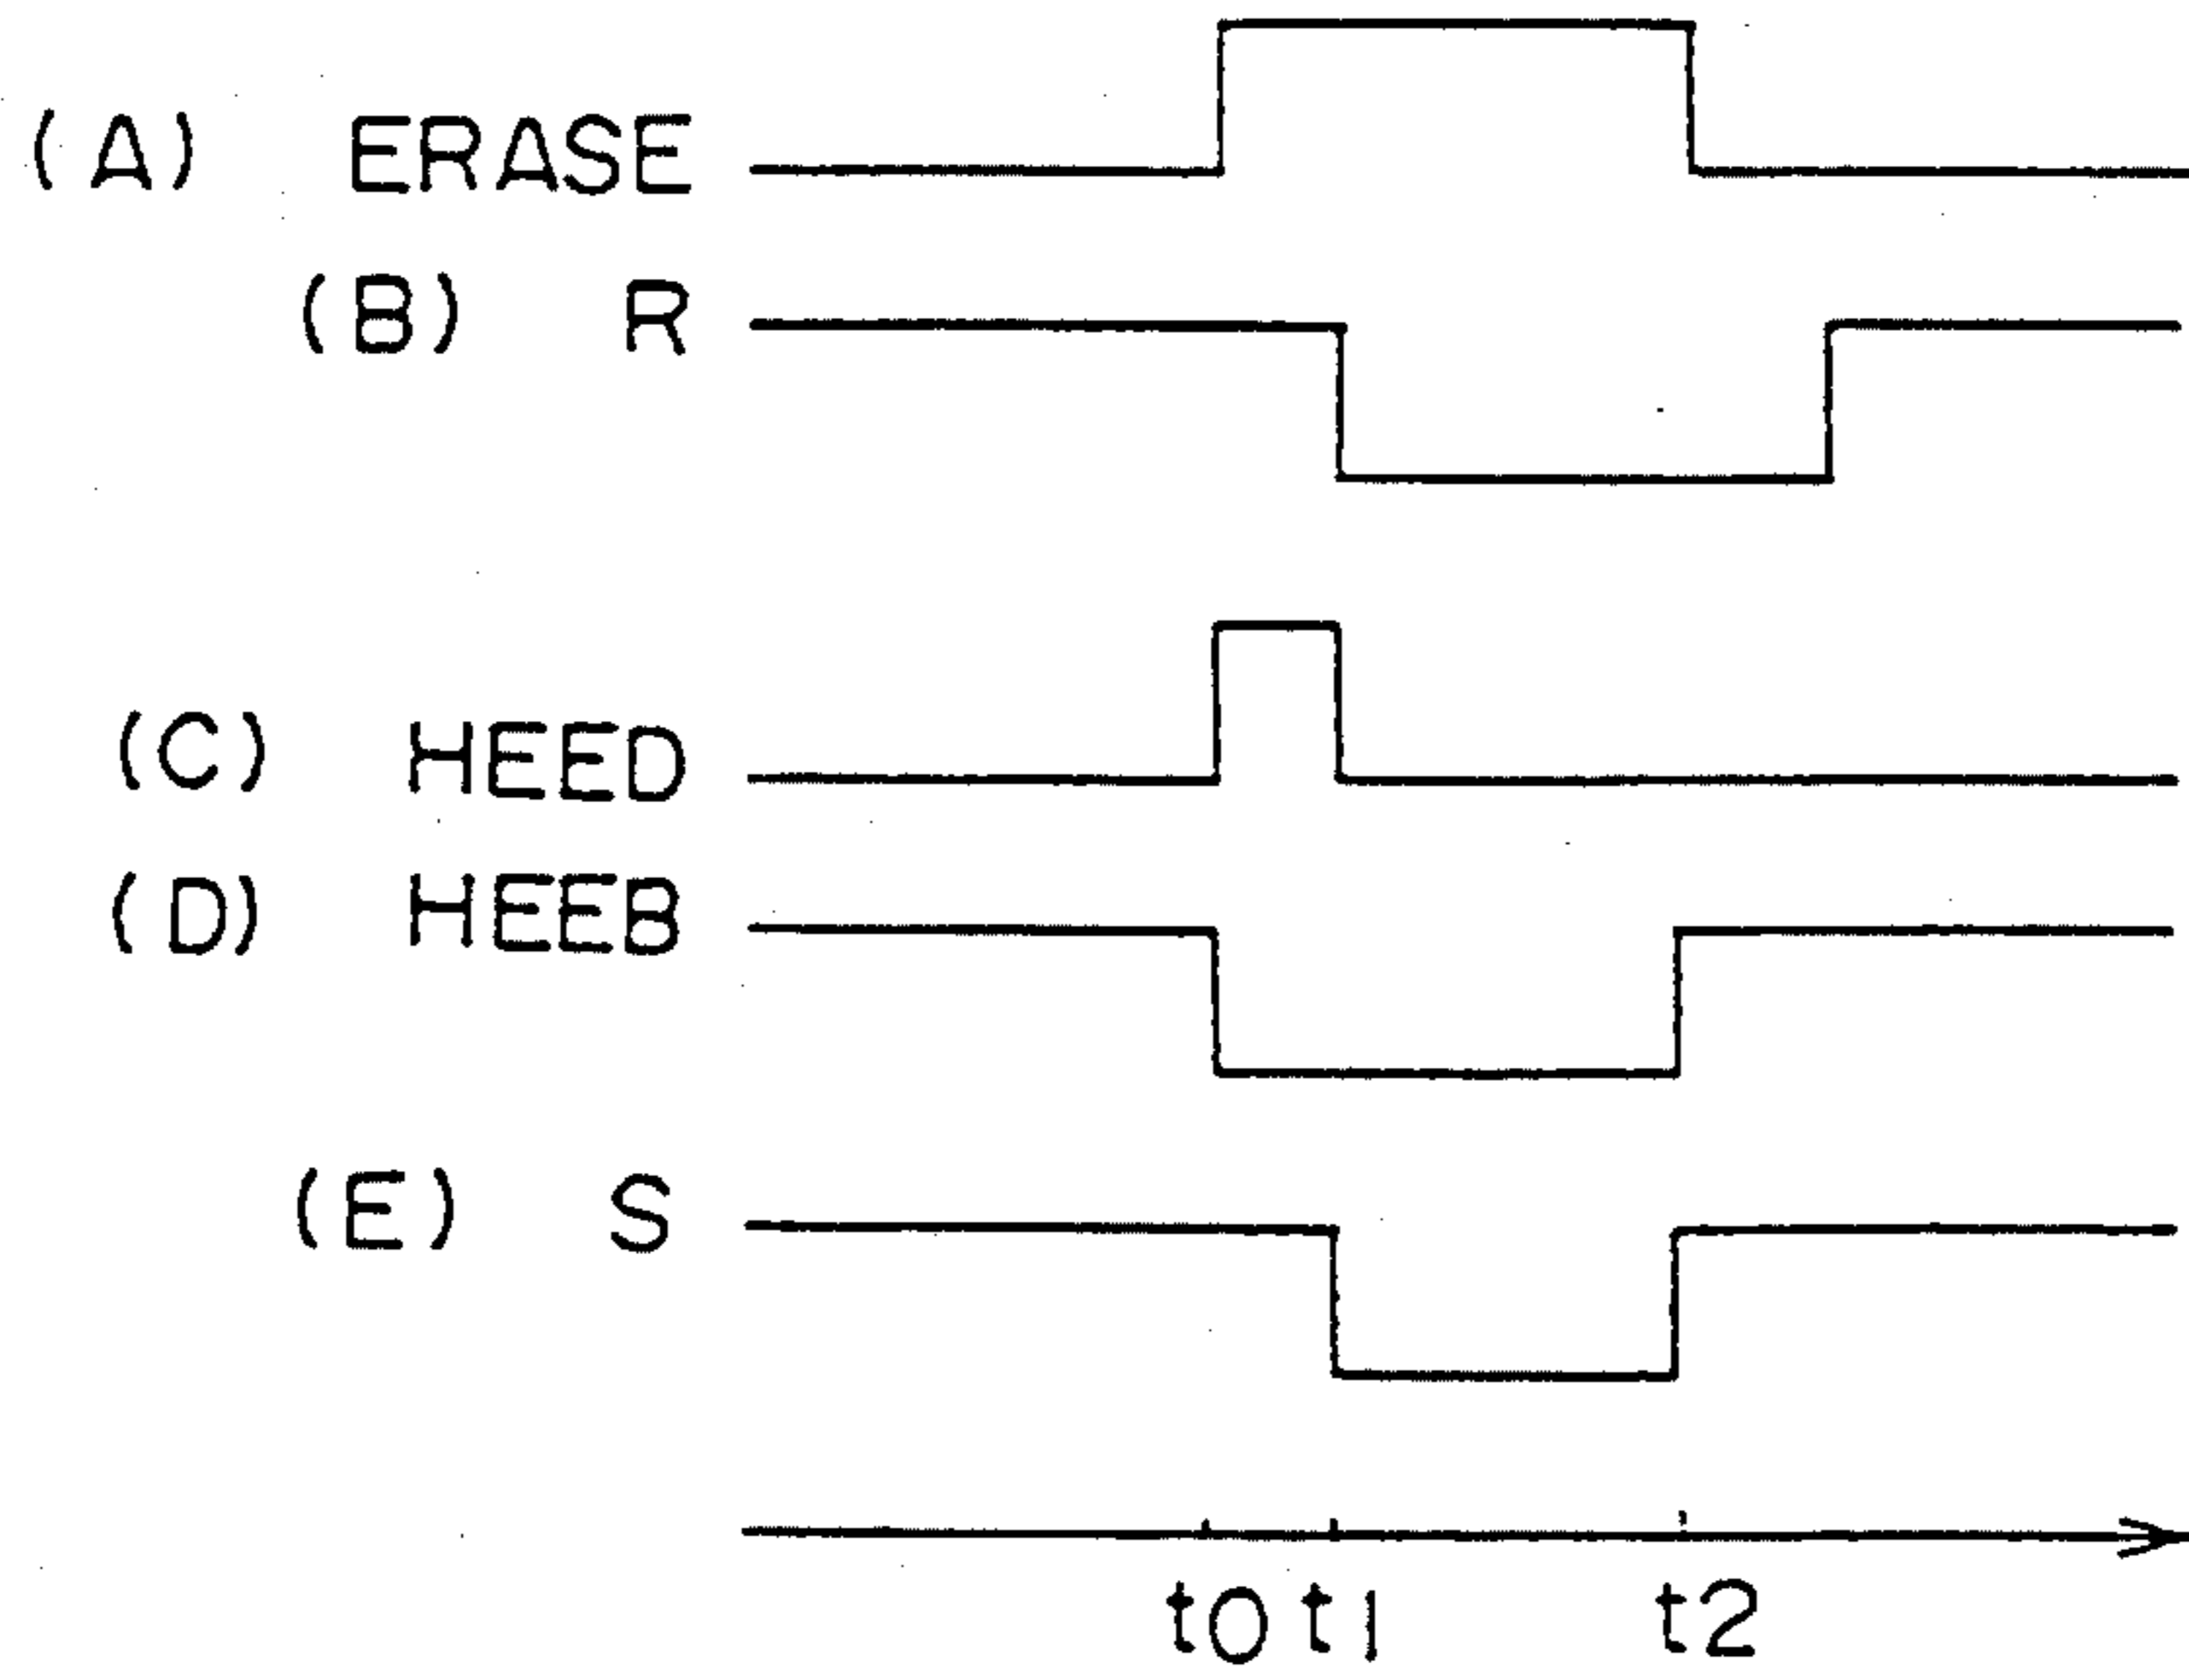 (A) ERASE
(B) R
(C) HEED
(D) HEEB
(E) S
t0 t1 t2